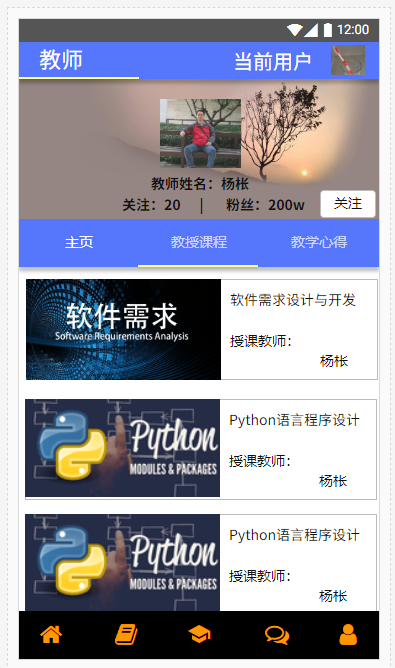 12:00
教师
当前用户
教师姓名：杨枨
关注：20 | 粉丝：200w
关注
主页
教授课程
教学心得
软件需求
Software Requirements Analysis
软件需求设计与开发
授课教师：
杨枨
Python
MODULES & PACKAGES
Python语言程序设计
授课教师：
杨枨
Python
MODULES & PACKAGES
Python语言程序设计
授课教师：
杨枨